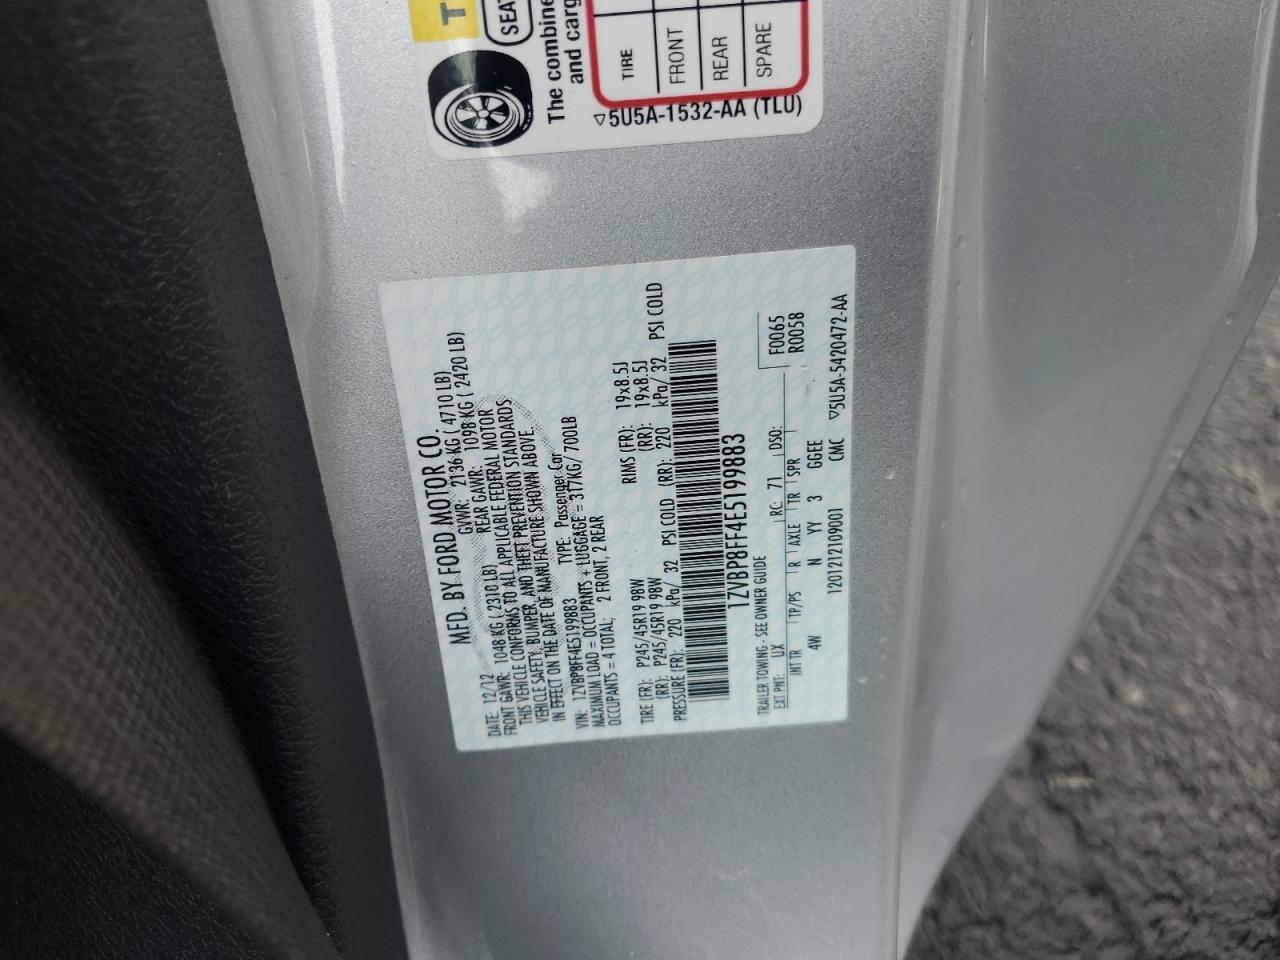 T
SEAT
The combine
and carg
TIRE
FRONT
REAR
SPARE
5U5A-1532-AA (TLU)
MFD. BY FORD MOTOR CO.
DATE: 12/12 GVWR: 2136 KG ( 4710 LB)
FRONT GAWR: 1048 KG ( 2310 LB) REAR GAWR: 1098 KG ( 2420 LB)
THIS VEHICLE CONFORMS TO ALL APPLICABLE FEDERAL MOTOR
VEHICLE SAFETY, BUMPER, AND THEFT PREVENTION STANDARDS
IN EFFECT ON THE DATE OF MANUFACTURE SHOWN ABOVE.
VIN: 1ZVBP8FF4E5199883 TYPE: Passenger Car
MAXIMUM LOAD = OCCUPANTS + LUGGAGE = 317KG/700LB
OCCUPANTS = 4 TOTAL; 2 FRONT, 2 REAR
TIRE (FR): P245/45R19 98W RIMS (FR): 19x8.5J
(RR): P245/45R19 98W (RR): 19x8.5J
PRESSURE (FR): 220 kPa/ 32 PSI COLD (RR): 220 kPa/ 32 PSI COLD
1ZVBP8FF4E5199883
TRAILER TOWING - SEE OWNER GUIDE F0065
EXT PNT: UX RC: 71 DSO: R0058
INT TR TP/PS R AXLE TR SPR
4W N YY 3 GGEE
1201212109001 CMC 5U5A-5420472-AA